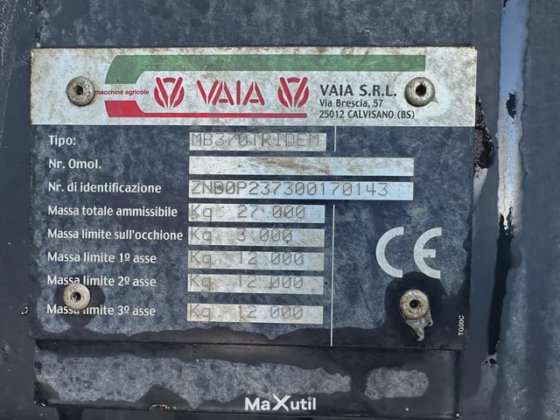 macchine agricole VAIA VAIA S.R.L.
Via Brescia, 57
25012 CALVISANO (BS)
Tipo: MB370TRIDEM
Nr. Omol.
Nr. di identificazione ZNB0P237300170143
Massa totale ammissibile Kg. 27 000
Massa limite sull'occhione Kg. 3 000
Massa limite 1º asse Kg. 12 000
Massa limite 2º asse Kg. 12 000
Massa limite 3º asse Kg. 12 000
CE
TG00C
MaXutil